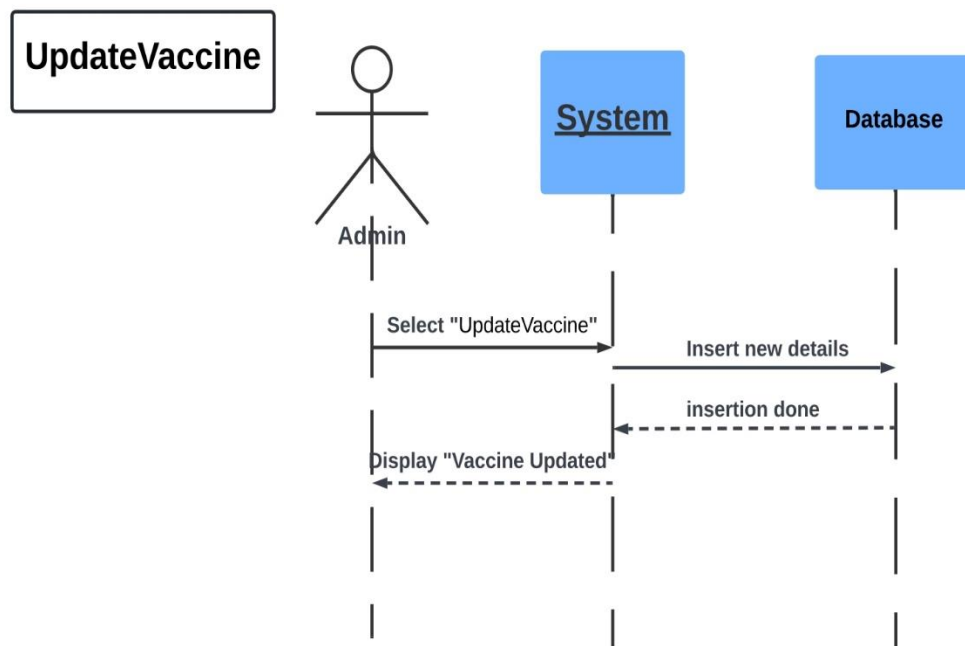 UpdateVaccine
System
Database
Admin
Select "UpdateVaccine"
Insert new details
insertion done
Display "Vaccine Updated"